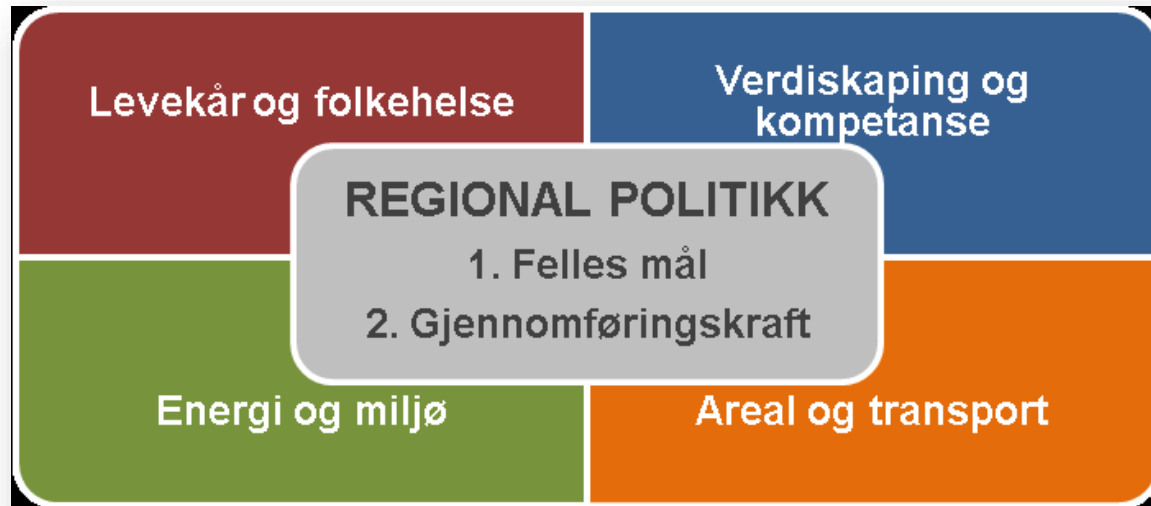 Levekår og folkehelse
Verdiskaping og
kompetanse
REGIONAL POLITIKK
1. Felles mål
2. Gjennomføringskraft
Energi og miljø
Areal og transport